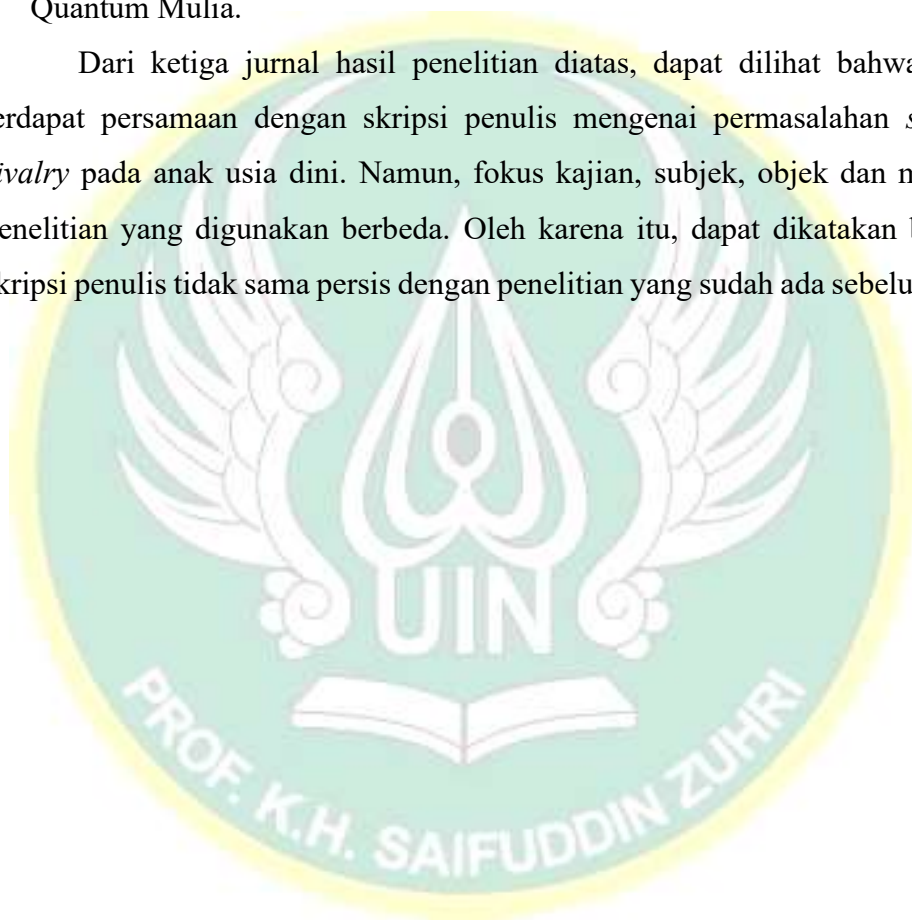 Quantum Mulia.
Dari ketiga jurnal hasil penelitian diatas, dapat dilihat bahwa
erdapat persamaan dengan skripsi penulis mengenai permasalahan s
ivalry pada anak usia dini. Namun, fokus kajian, subjek, objek dan m
enelitian yang digunakan berbeda. Oleh karena itu, dapat dikatakan b
kripsi penulis tidak sama persis dengan penelitian yang sudah ada sebelu
UIN
PROF. K.H. SAIFUDDIN ZUHRI